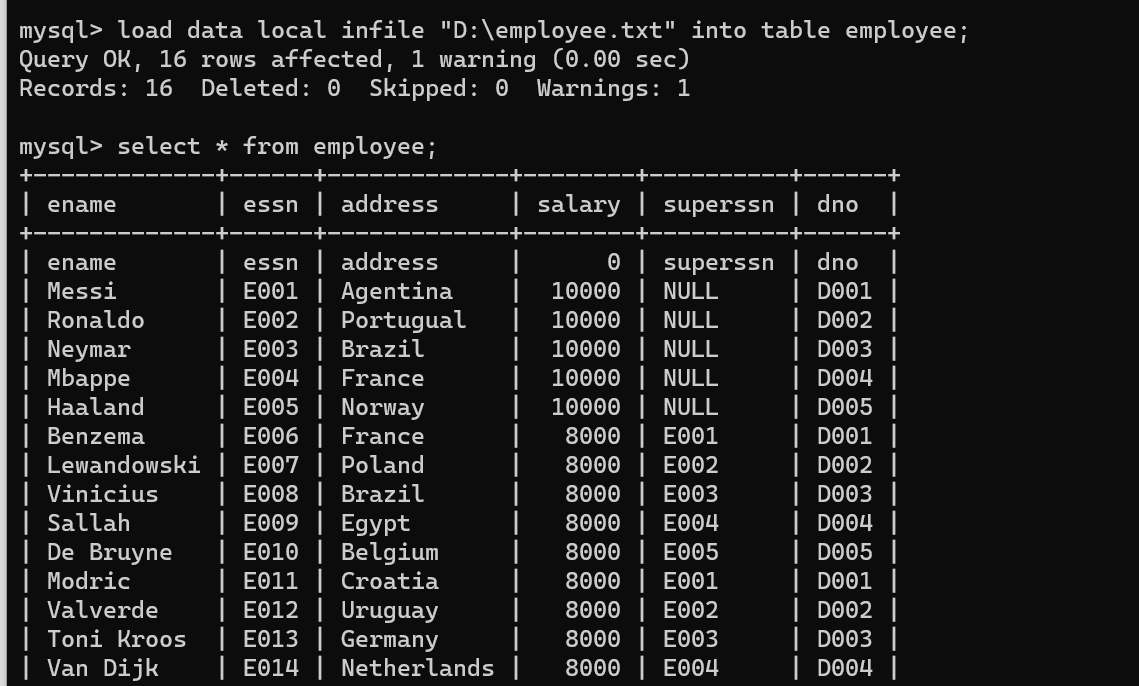 mysql> load data local infile "D:\employee.txt" into table employee;
Query OK, 16 rows affected, 1 warning (0.00 sec)
Records: 16  Deleted: 0  Skipped: 0  Warnings: 1
mysql> select * from employee;
+-------------+------+-------------+--------+----------+------+
| ename       | essn | address     | salary | superssn | dno  |
+-------------+------+-------------+--------+----------+------+
| ename       | essn | address     |      0 | superssn | dno  |
| Messi       | E001 | Agentina    |  10000 | NULL     | D001 |
| Ronaldo     | E002 | Portugual   |  10000 | NULL     | D002 |
| Neymar      | E003 | Brazil      |  10000 | NULL     | D003 |
| Mbappe      | E004 | France      |  10000 | NULL     | D004 |
| Haaland     | E005 | Norway      |  10000 | NULL     | D005 |
| Benzema     | E006 | France      |   8000 | E001     | D001 |
| Lewandowski | E007 | Poland      |   8000 | E002     | D002 |
| Vinicius    | E008 | Brazil      |   8000 | E003     | D003 |
| Sallah      | E009 | Egypt       |   8000 | E004     | D004 |
| De Bruyne   | E010 | Belgium     |   8000 | E005     | D005 |
| Modric      | E011 | Croatia     |   8000 | E001     | D001 |
| Valverde    | E012 | Uruguay     |   8000 | E002     | D002 |
| Toni Kroos  | E013 | Germany     |   8000 | E003     | D003 |
| Van Dijk    | E014 | Netherlands |   8000 | E004     | D004 |